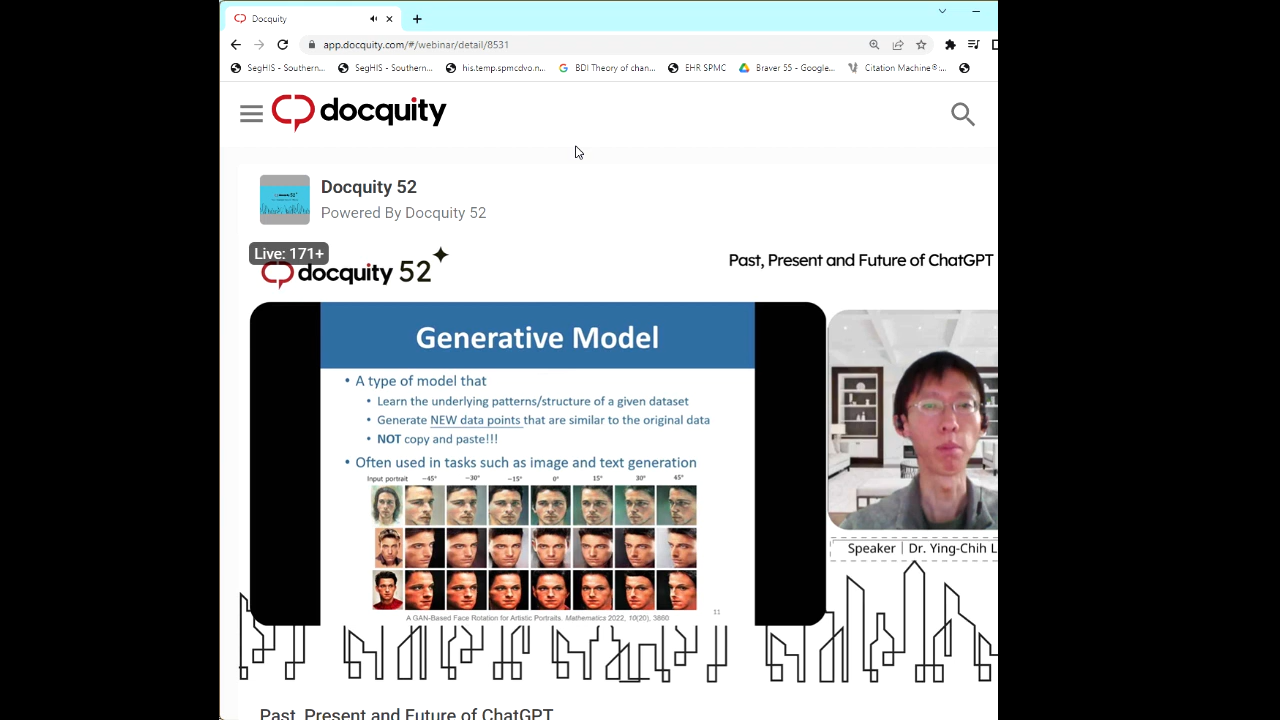 Docquity
app.docquity.com/#/webinar/detail/8531
SegHIS - Southern... SegHIS - Southern... his.temp.spmcdvo.n... BDI Theory of chan... EHR SPMC Braver 55 - Google... Citation Machine®:...
docquity
Docquity 52
Powered By Docquity 52
Live: 171+
docquity 52
Past, Present and Future of ChatGPT
Generative Model
• A type of model that
• Learn the underlying patterns/structure of a given dataset
• Generate NEW data points that are similar to the original data
• NOT copy and paste!!!
• Often used in tasks such as image and text generation
Input portrait −45° −30° −15° 0° 15° 30° 45°
A GAN-Based Face Rotation for Artistic Portraits. Mathematics 2022, 10(20), 3860
11
Speaker | Dr. Ying-Chih L
Past, Present and Future of ChatGPT